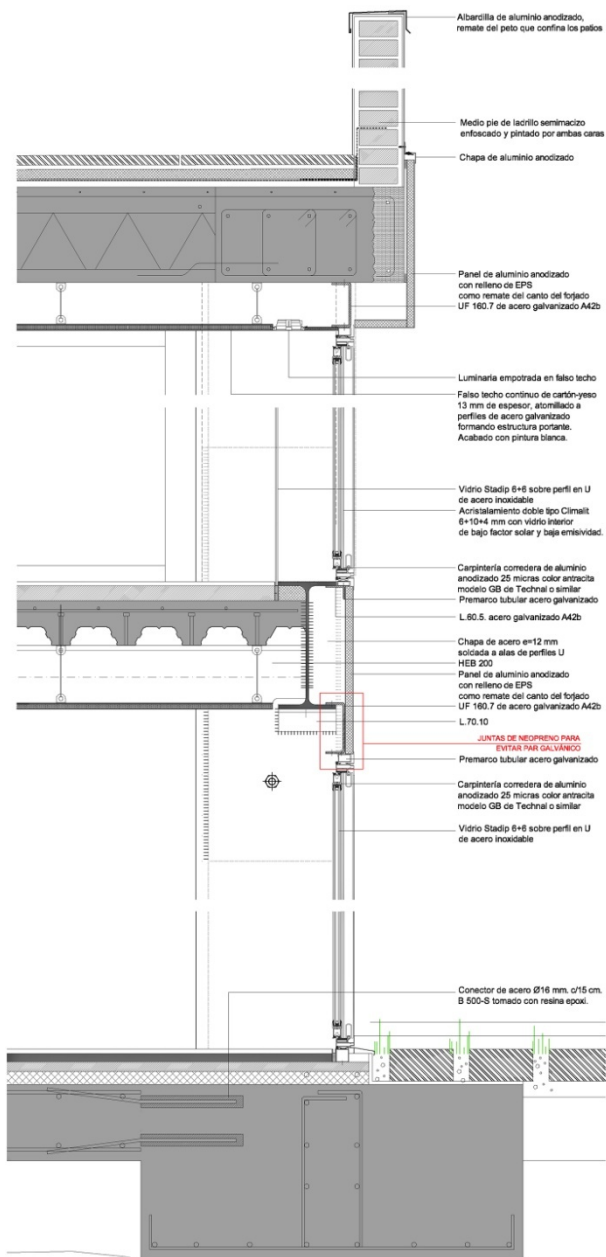 Albardilla de aluminio anodizado,
remate del peto que confina los patios
Medio pie de ladrillo semimacizo
enfoscado y pintado por ambas caras
Chapa de aluminio anodizado
Panel de aluminio anodizado
con relleno de EPS
como remate del canto del forjado
UF 160.7 de acero galvanizado A42b
Luminaria empotrada en falso techo
Falso techo continuo de cartón-yeso
13 mm de espesor, atornillado a
perfiles de acero galvanizado
formando estructura portante.
Acabado con pintura blanca.
Vidrio Stadip 6+6 sobre perfil en U
de acero inoxidable
Acristalamiento doble tipo Climalit
6+10+4 mm con vidrio interior
de bajo factor solar y baja emisividad.
Carpintería corredera de aluminio
anodizado 25 micras color antracita
modelo GB de Technal o similar
Premarco tubular acero galvanizado
L.60.5. acero galvanizado A42b
Chapa de acero e=12 mm
soldada a alas de perfiles U
HEB 200
Panel de aluminio anodizado
con relleno de EPS
como remate del canto del forjado
UF 160.7 de acero galvanizado A42b
L.70.10
JUNTAS DE NEOPRENO PARA
EVITAR PAR GALVÁNICO
Premarco tubular acero galvanizado
Carpintería corredera de aluminio
anodizado 25 micras color antracita
modelo GB de Technal o similar
Vidrio Stadip 6+6 sobre perfil en U
de acero inoxidable
Conector de acero Ø16 mm. c/15 cm.
B 500-S tomado con resina epoxi.